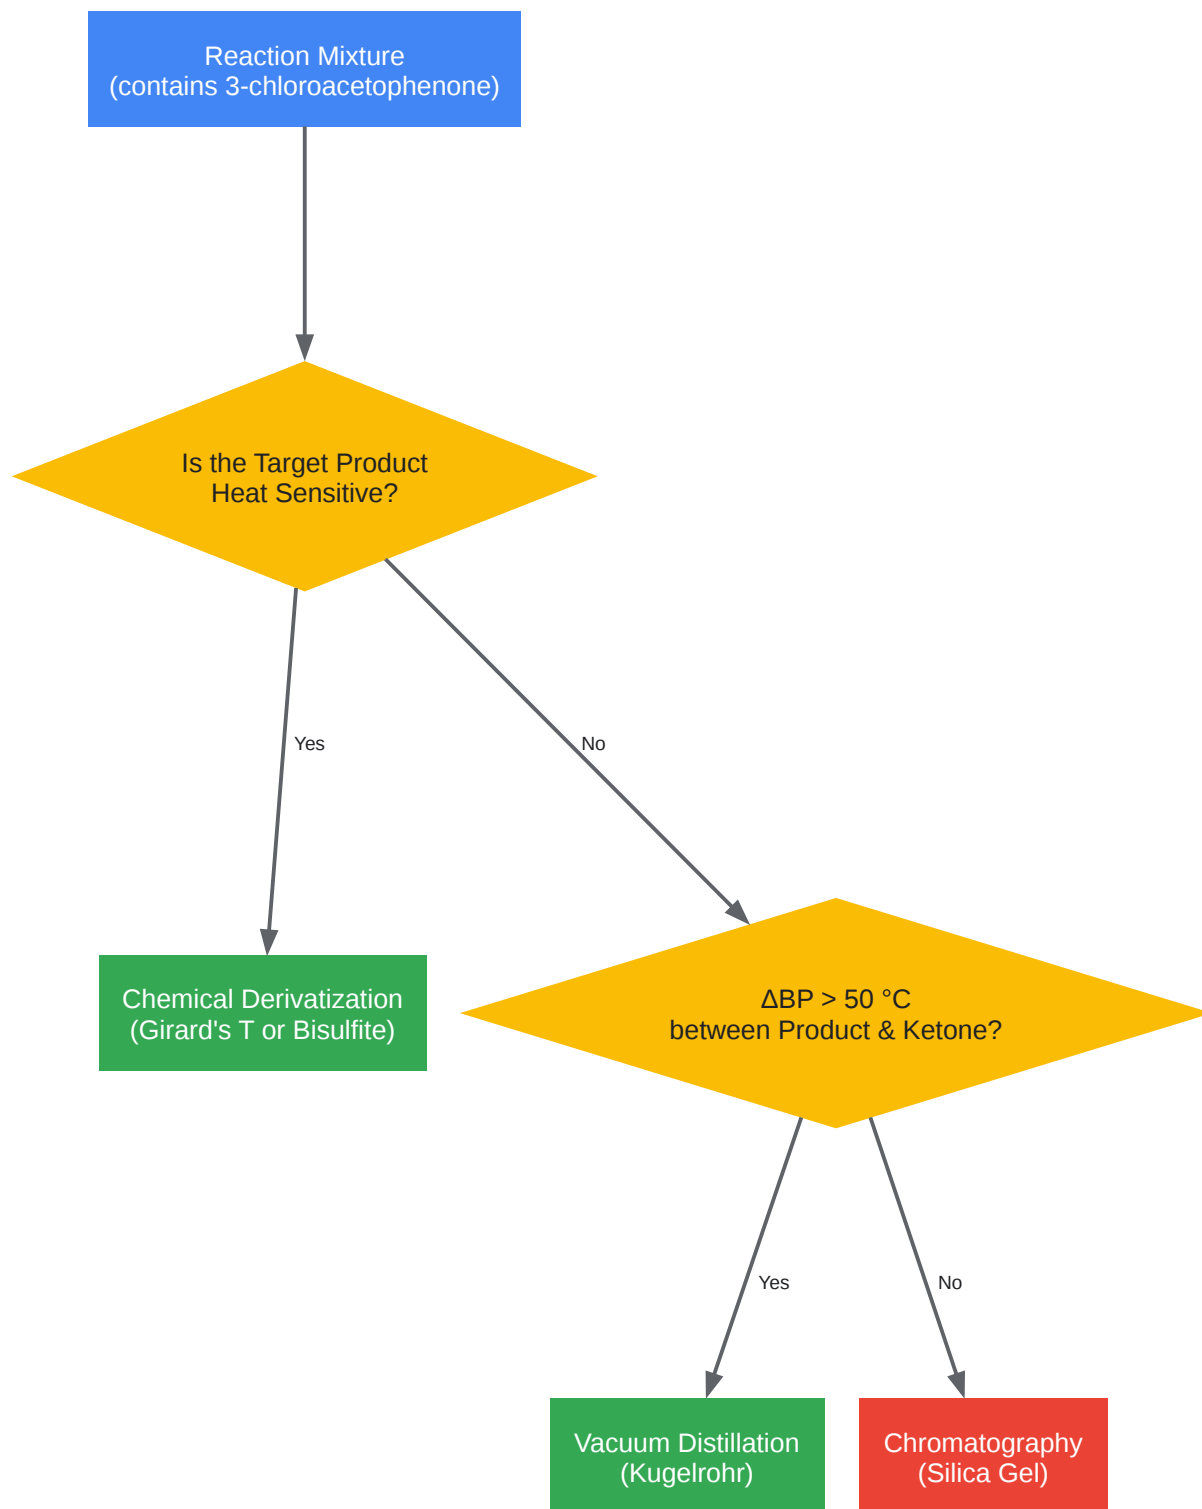 Reaction Mixture
(contains 3-chloroacetophenone)
Is the Target Product
Heat Sensitive?
Yes
No
Chemical Derivatization
(Girard's T or Bisulfite)
ΔBP > 50 °C
between Product & Ketone?
Yes
No
Vacuum Distillation
(Kugelrohr)
Chromatography
(Silica Gel)